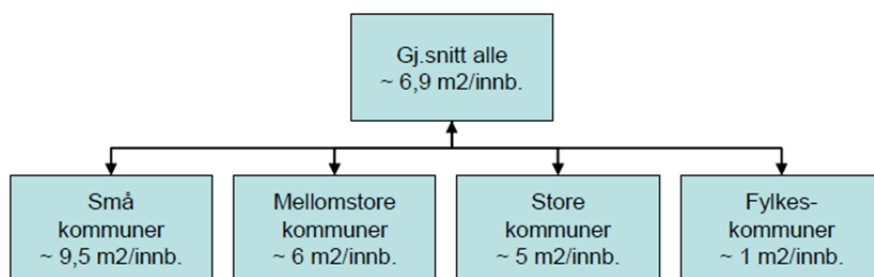 Gj.snitt alle
~ 6,9 m2/innb.
Små
kommuner
~ 9,5 m2/innb.
Mellomstore
kommuner
~ 6 m2/innb.
Store
kommuner
~ 5 m2/innb.
Fylkes-
kommuner
~ 1 m2/innb.